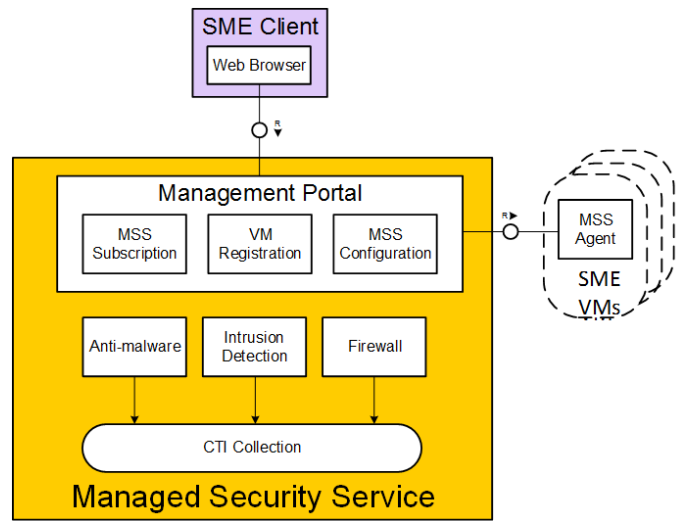 SME Client
Web Browser
R
Management Portal
MSS
Subscription
VM
Registration
MSS
Configuration
R
MSS
Agent
SME
VMs
Anti-malware
Intrusion
Detection
Firewall
CTI Collection
Managed Security Service